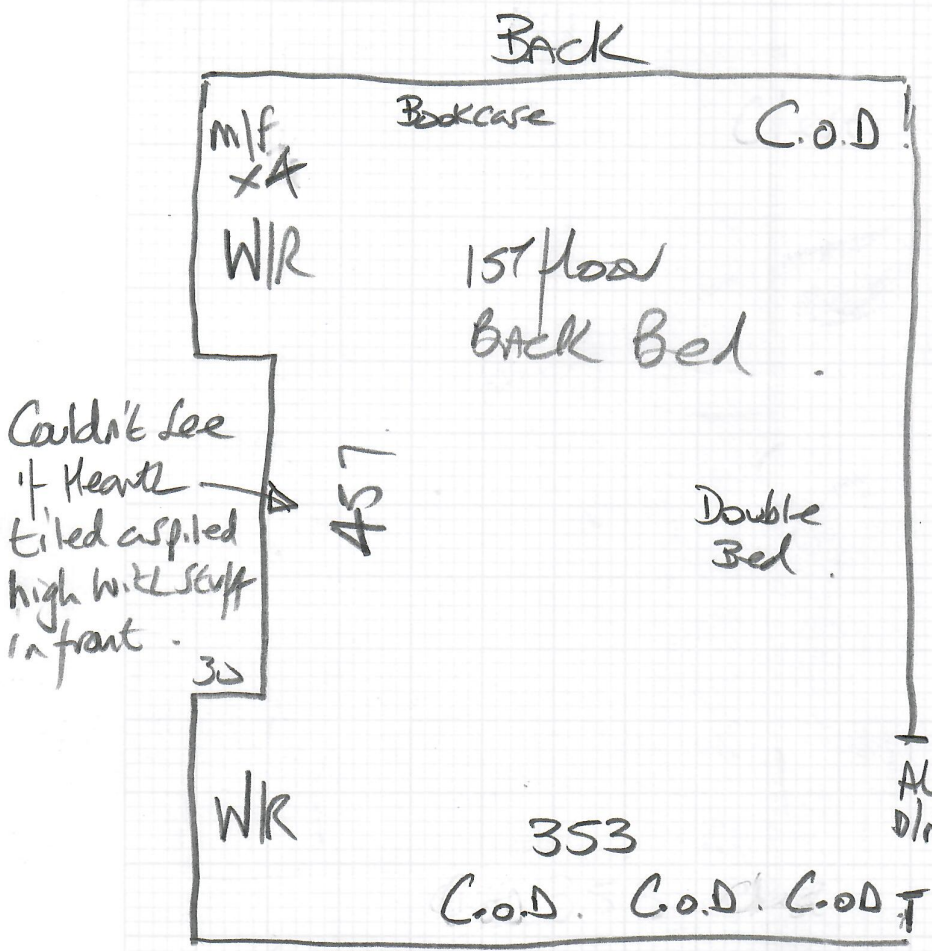 BACK
Bookcase
C.O.D
m/f
x4
W/R
1ST floor
BACK Bed
Couldn't see
if Hearth
tiled as piled
high with stuff
in front.
457
Double
Bed
30
W/R
353
C.O.D. C.O.D. C.O.D